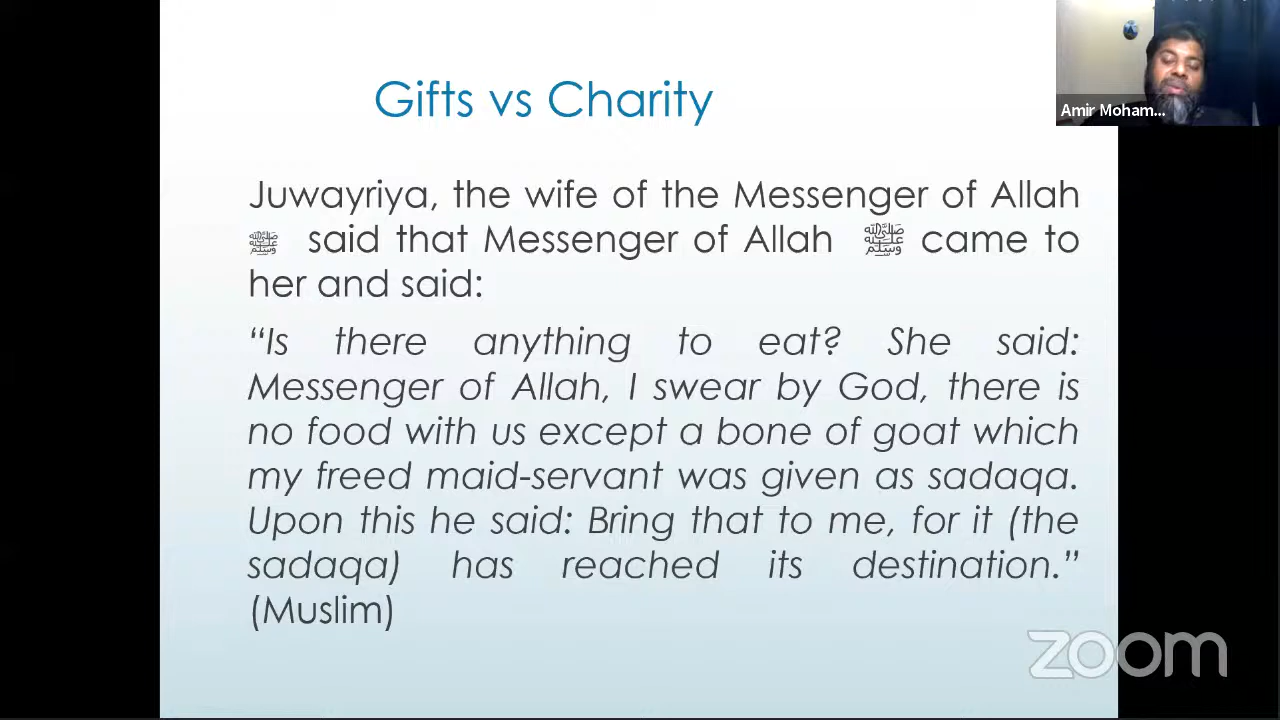 Gifts vs Charity
Amir Moham...
Juwayriya, the wife of the Messenger of Allah
ﷺ said that Messenger of Allah ﷺ came to
her and said:
“Is there anything to eat? She said:
Messenger of Allah, I swear by God, there is
no food with us except a bone of goat which
my freed maid-servant was given as sadaqa.
Upon this he said: Bring that to me, for it (the
sadaqa) has reached its destination.”
(Muslim)
zoom